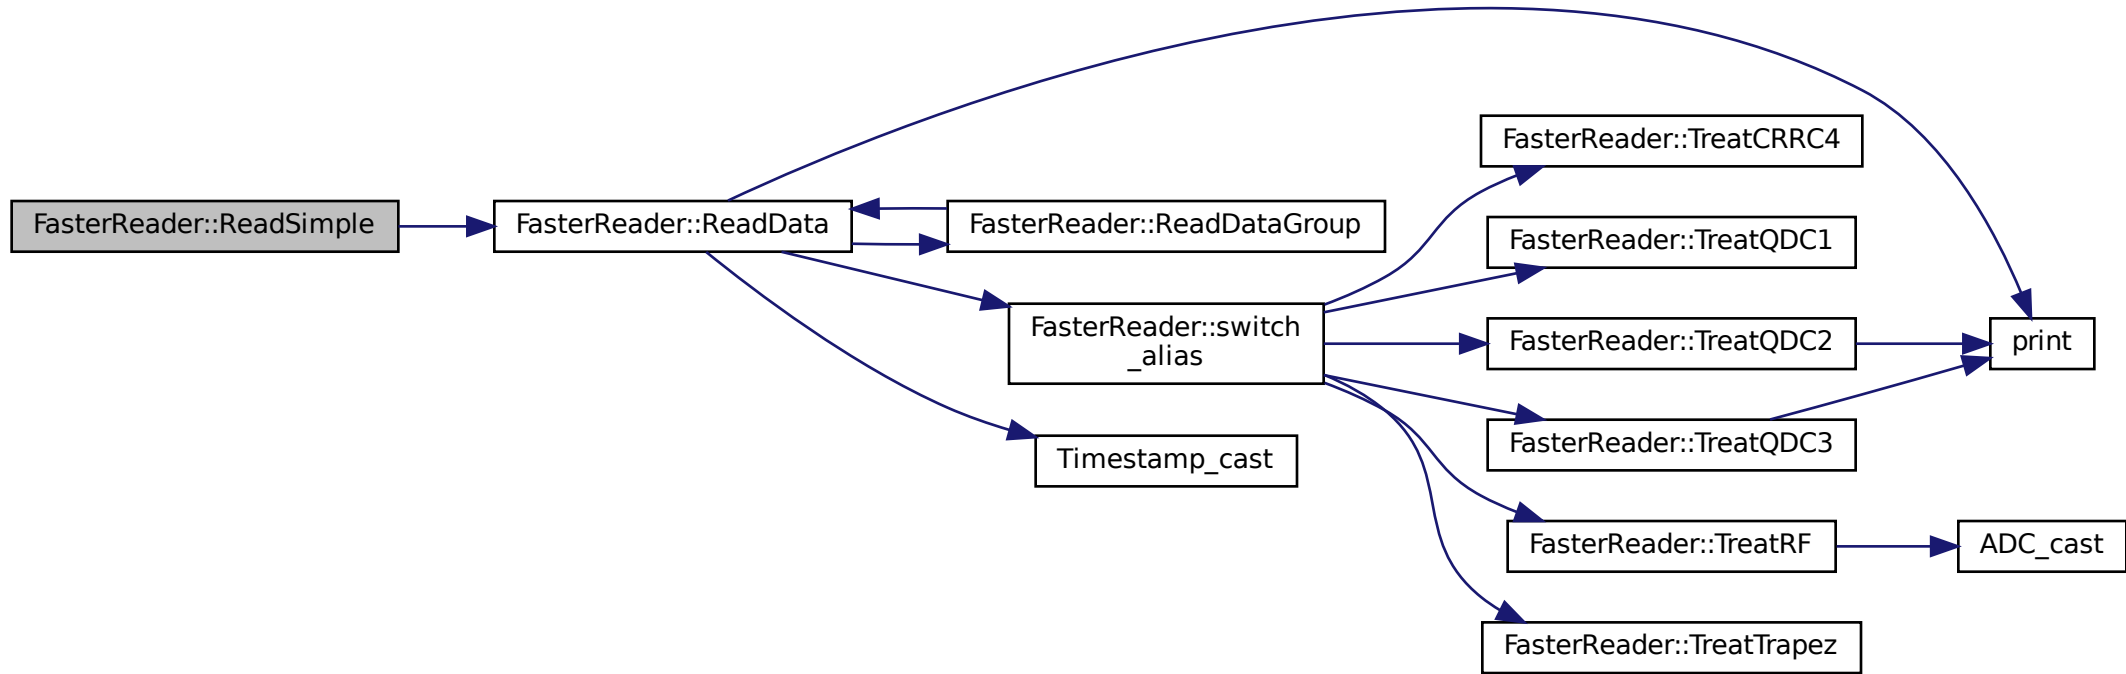 FasterReader::ReadSimple
FasterReader::ReadData
FasterReader::ReadDataGroup
FasterReader::switch
_alias
Timestamp_cast
FasterReader::TreatCRRC4
FasterReader::TreatQDC1
FasterReader::TreatQDC2
FasterReader::TreatQDC3
FasterReader::TreatRF
FasterReader::TreatTrapez
print
ADC_cast